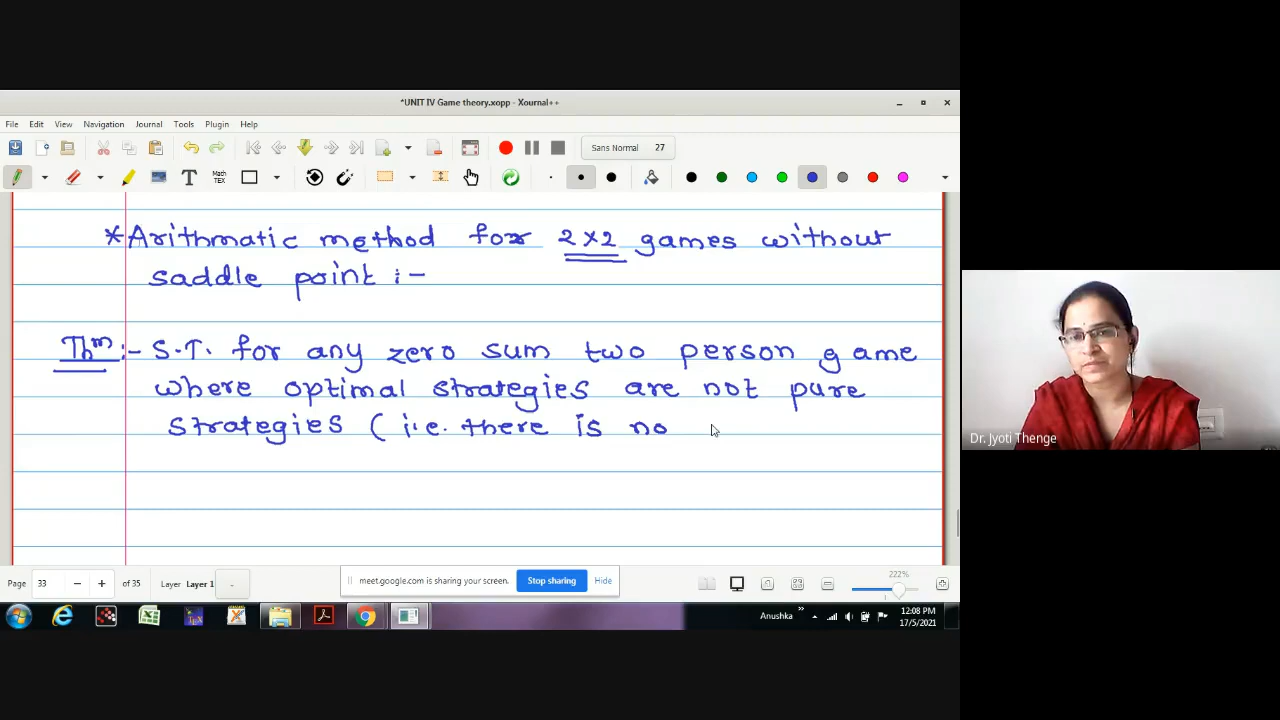 *UNIT IV Game theory.xopp - Xournal++
File Edit View Navigation Journal Tools Plugin Help
Sans Normal 27
T Math TEX
*Arithmatic method for 2×2 games without
saddle point :-
Thm :- S.T. for any zero sum two person game
where optimal strategies are not pure
strategies ( i.e. there is no
Dr. Jyoti Thenge
Page 33 of 35 Layer Layer 1
meet.google.com is sharing your screen. Stop sharing Hide
222%
Anushka
12:08 PM
17/5/2021